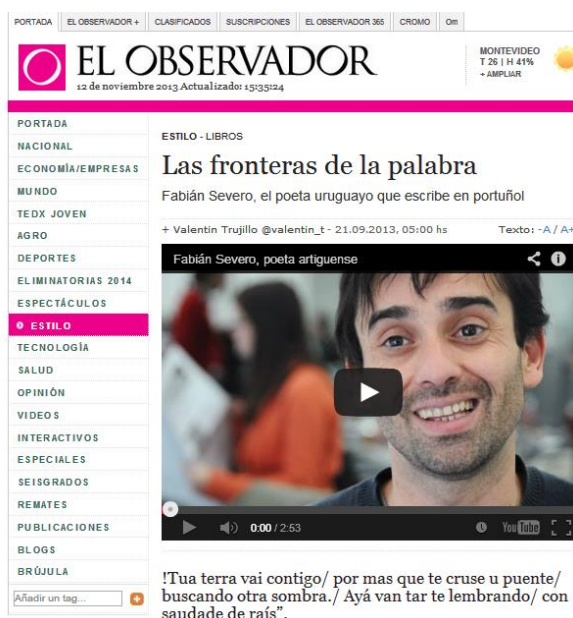 PORTADA EL OBSERVADOR + CLASIFICADOS SUSCRIPCIONES EL OBSERVADOR 365 CROMO Om
EL OBSERVADOR
12 de noviembre 2013 Actualizado: 15:35:24
MONTEVIDEO
T 26 | H 41%
+ AMPLIAR
PORTADA
NACIONAL
ECONOMÍA/EMPRESAS
MUNDO
TEDX JOVEN
AGRO
DEPORTES
ELIMINATORIAS 2014
ESPECTÁCULOS
ESTILO
TECNOLOGÍA
SALUD
OPINIÓN
VIDEOS
INTERACTIVOS
ESPECIALES
SEISGRADOS
REMATES
PUBLICACIONES
BLOGS
BRÚJULA
Añadir un tag...
ESTILO - LIBROS
Las fronteras de la palabra
Fabián Severo, el poeta uruguayo que escribe en portuñol
+ Valentín Trujillo @valentin_t - 21.09.2013, 05:00 hs Texto: -A / A+
Fabián Severo, poeta artiguense
0:00 / 2:53
YouTube
!Tua terra vai contigo/ por mas que te cruse u puente/
buscando otra sombra./ Ayá van tar te lembrando/ con
saudade de raís”.